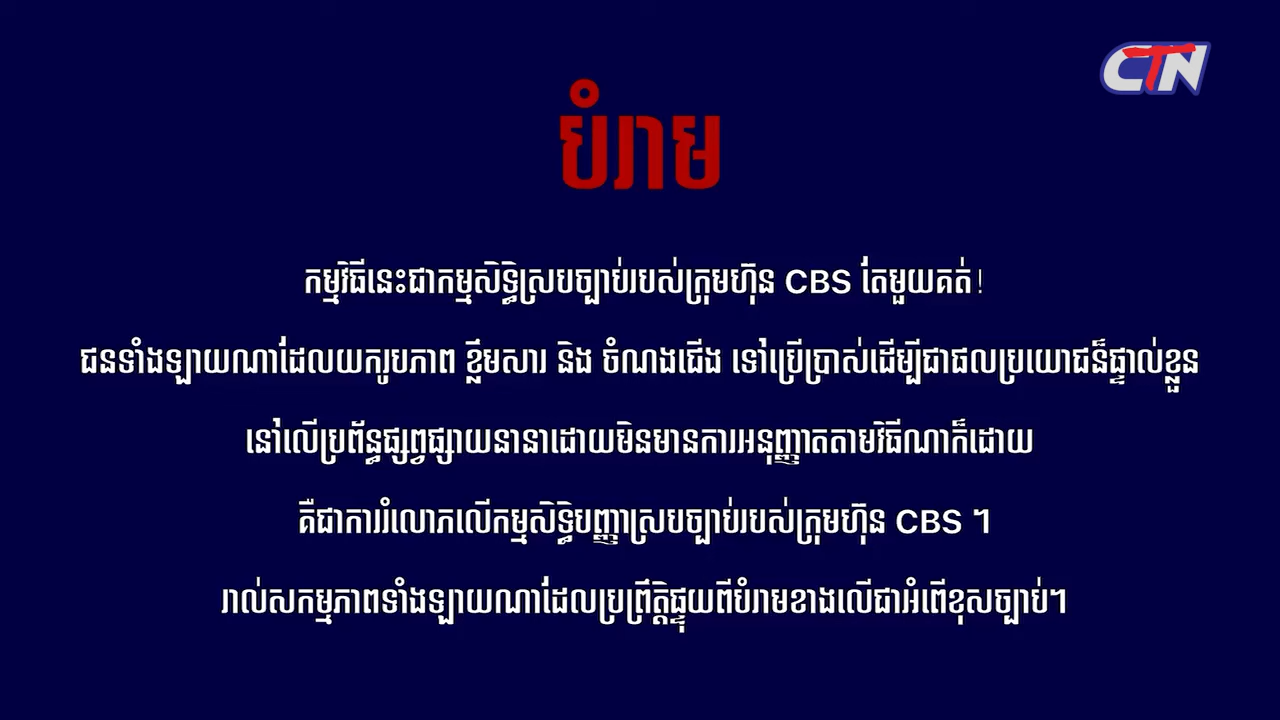 CTN
បំរាម
កម្មវិធីនេះជាកម្មសិទ្ធិស្របច្បាប់របស់ក្រុមហ៊ុន CBS តែមួយគត់!
ជនទាំងឡាយណាដែលយករូបភាព ខ្លឹមសារ និង ចំណងជើង ទៅប្រើប្រាស់ដើម្បីជាផលប្រយោជន៏ផ្ទាល់ខ្លួន
នៅលើប្រព័ន្ធផ្សព្វផ្សាយនានាដោយមិនមានការអនុញ្ញាតតាមវិធីណាក៏ដោយ
គឺជាការរំលោភលើកម្មសិទ្ធិបញ្ញាស្របច្បាប់របស់ក្រុមហ៊ុន CBS ។
រាល់សកម្មភាពទាំងឡាយណាដែលប្រព្រឹត្តិផ្ទុយពីបំរាមខាងលើជាអំពើខុសច្បាប់។